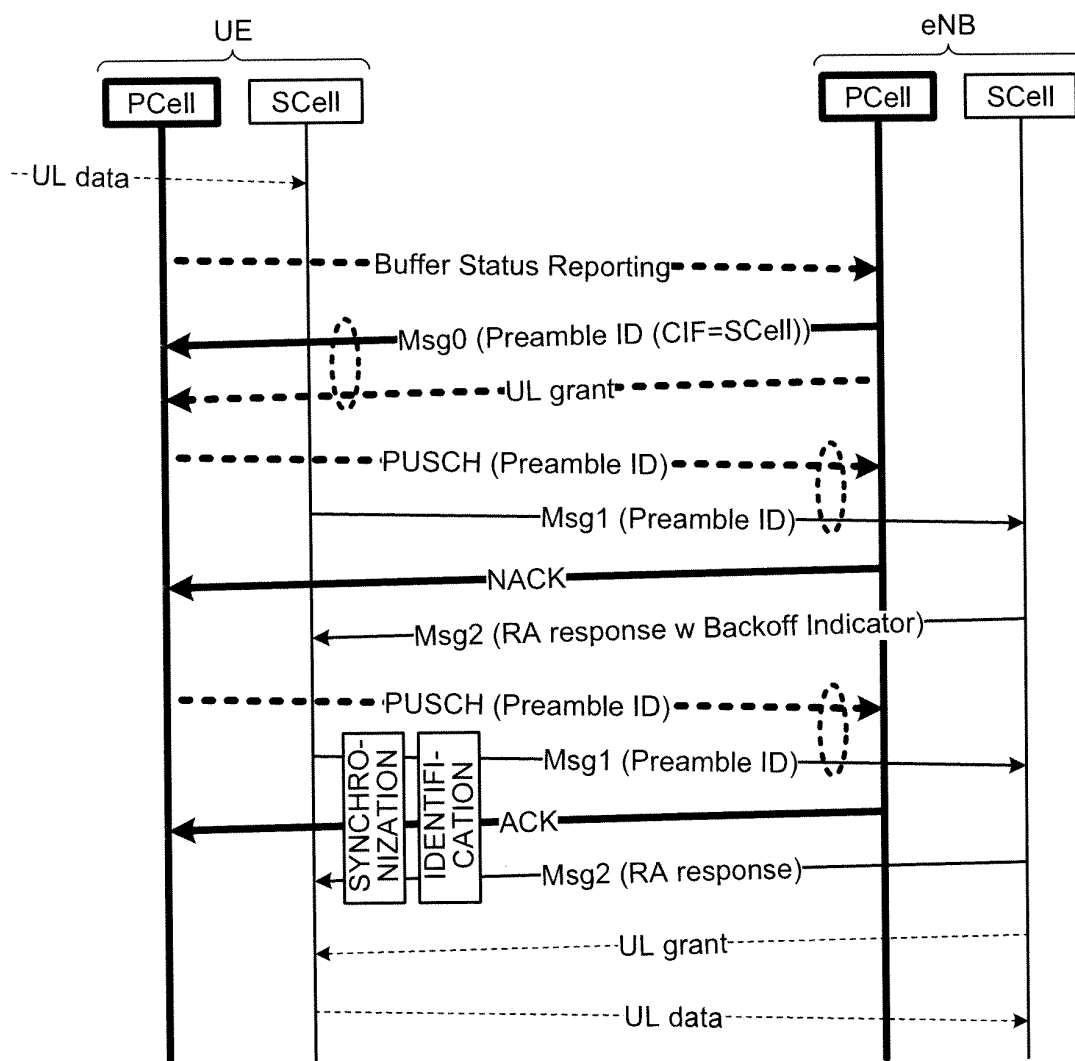 UE
eNB
PCell
SCell
PCell
SCell
UL data
Buffer Status Reporting
Msg0 (Preamble ID (CIF=SCell))
UL grant
PUSCH (Preamble ID)
Msg1 (Preamble ID)
NACK
Msg2 (RA response w Backoff Indicator)
PUSCH (Preamble ID)
SYNCHRO-
NIZATION
IDENTIFI-
CATION
Msg1 (Preamble ID)
ACK
Msg2 (RA response)
UL grant
UL data